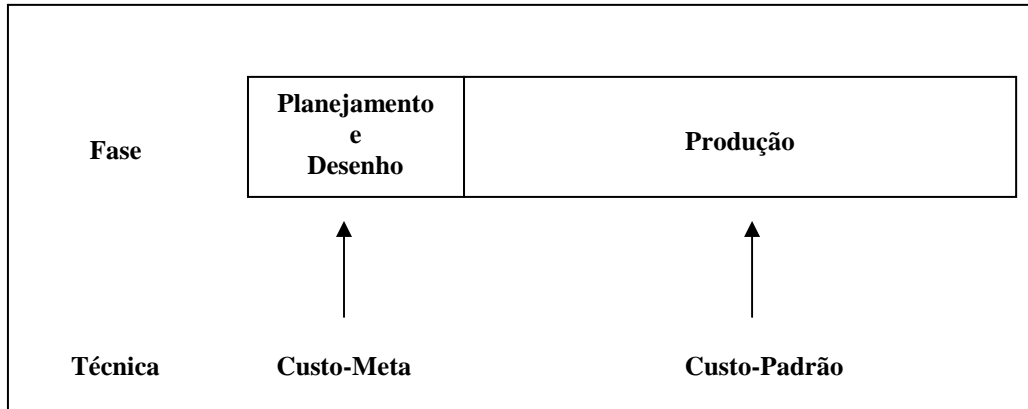 Fase
Planejamento
e
Desenho
Produção
Técnica
Custo-Meta
Custo-Padrão